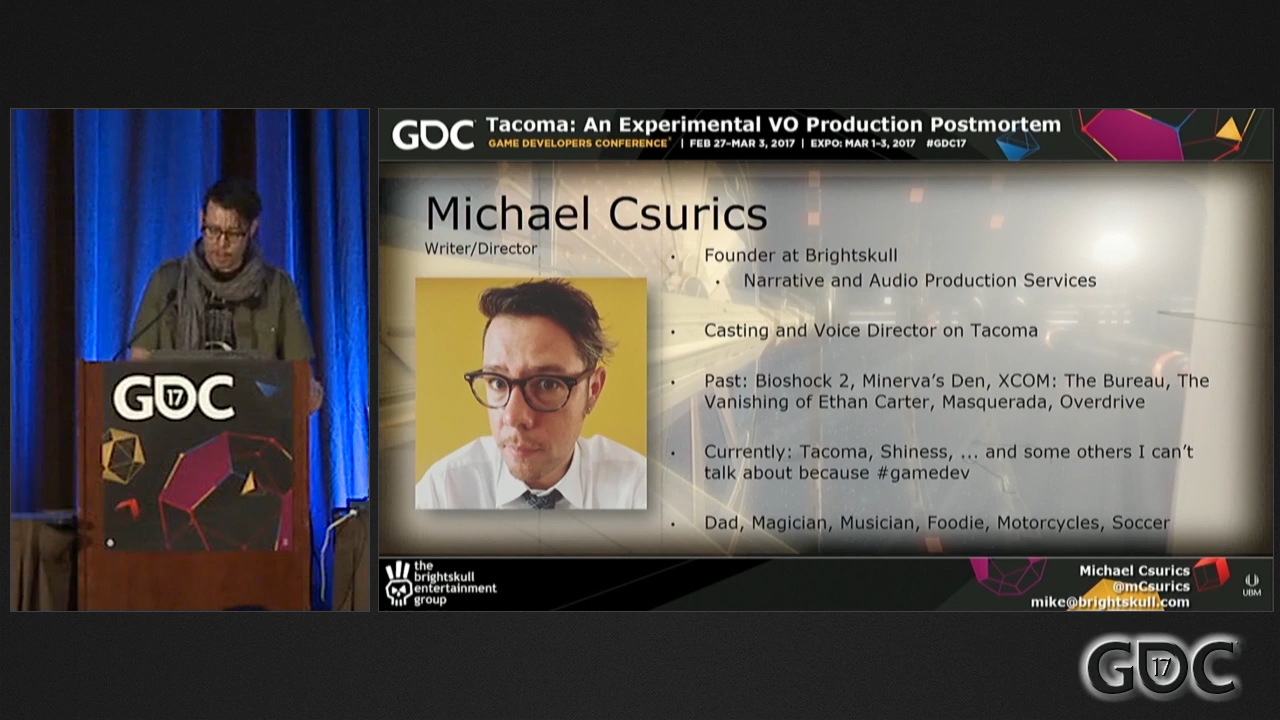 GDC
17
GDC
Tacoma: An Experimental VO Production Postmortem
GAME DEVELOPERS CONFERENCE® | FEB 27–MAR 3, 2017 | EXPO: MAR 1–3, 2017 #GDC17
Michael Csurics
Writer/Director
• Founder at Brightskull
• Narrative and Audio Production Services
• Casting and Voice Director on Tacoma
• Past: Bioshock 2, Minerva’s Den, XCOM: The Bureau, The
Vanishing of Ethan Carter, Masquerada, Overdrive
• Currently: Tacoma, Shiness, ... and some others I can’t
talk about because #gamedev
• Dad, Magician, Musician, Foodie, Motorcycles, Soccer
the
brightskull
entertainment
group
Michael Csurics
@mCsurics
mike@brightskull.com
UBM
GDC
17